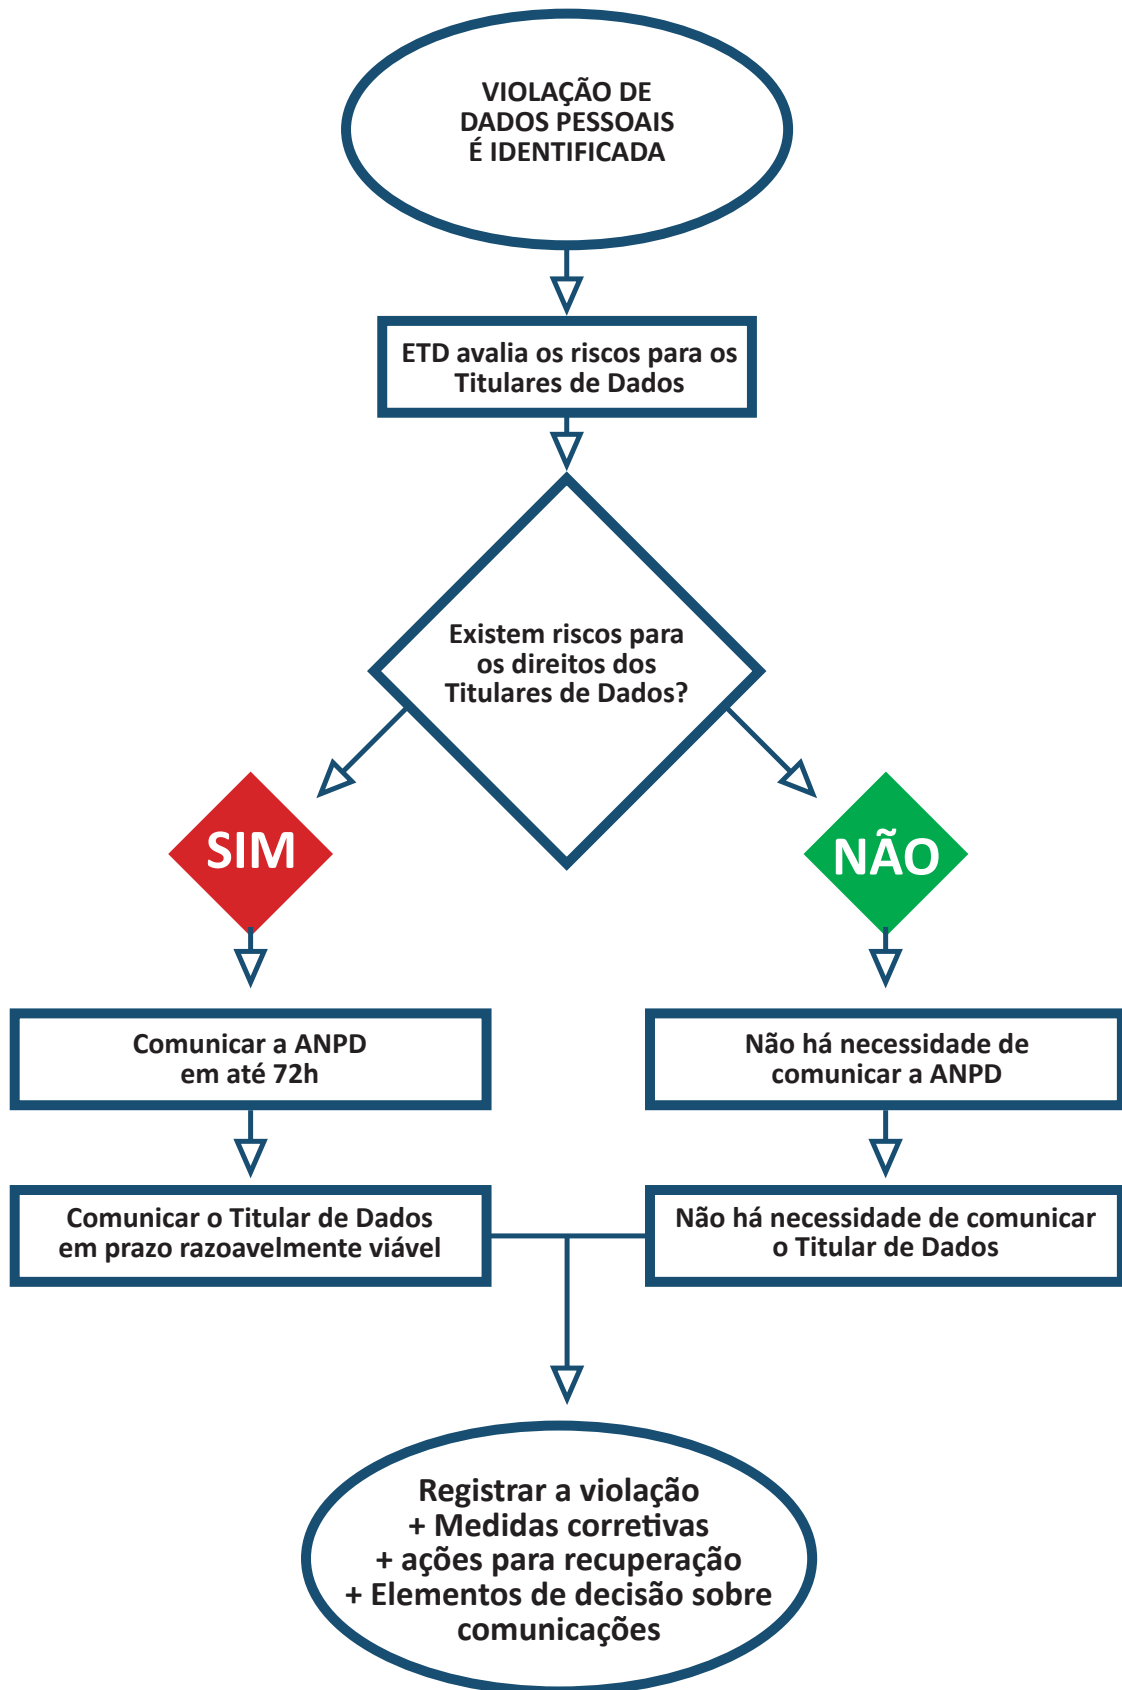 VIOLAÇÃO DE
DADOS PESSOAIS
É IDENTIFICADA
ETD avalia os riscos para os
Titulares de Dados
Existem riscos para
os direitos dos
Titulares de Dados?
SIM
NÃO
Comunicar a ANPD
em até 72h
Não há necessidade de
comunicar a ANPD
Comunicar o Titular de Dados
em prazo razoavelmente viável
Não há necessidade de comunicar
o Titular de Dados
Registrar a violação
+ Medidas corretivas
+ ações para recuperação
+ Elementos de decisão sobre
comunicações